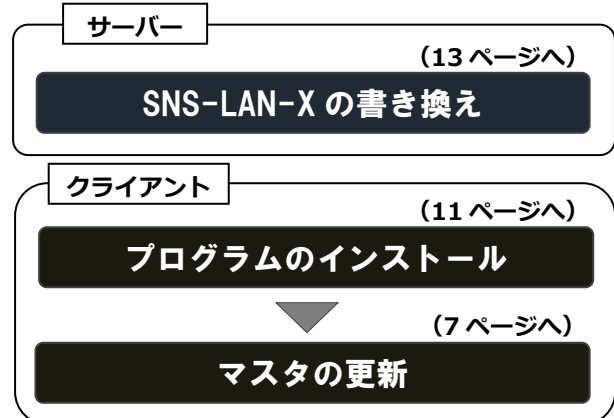 サーバー
（13 ページへ）
SNS-LAN-X の書き換え
クライアント
（11 ページへ）
プログラムのインストール
（7 ページへ）
マスタの更新